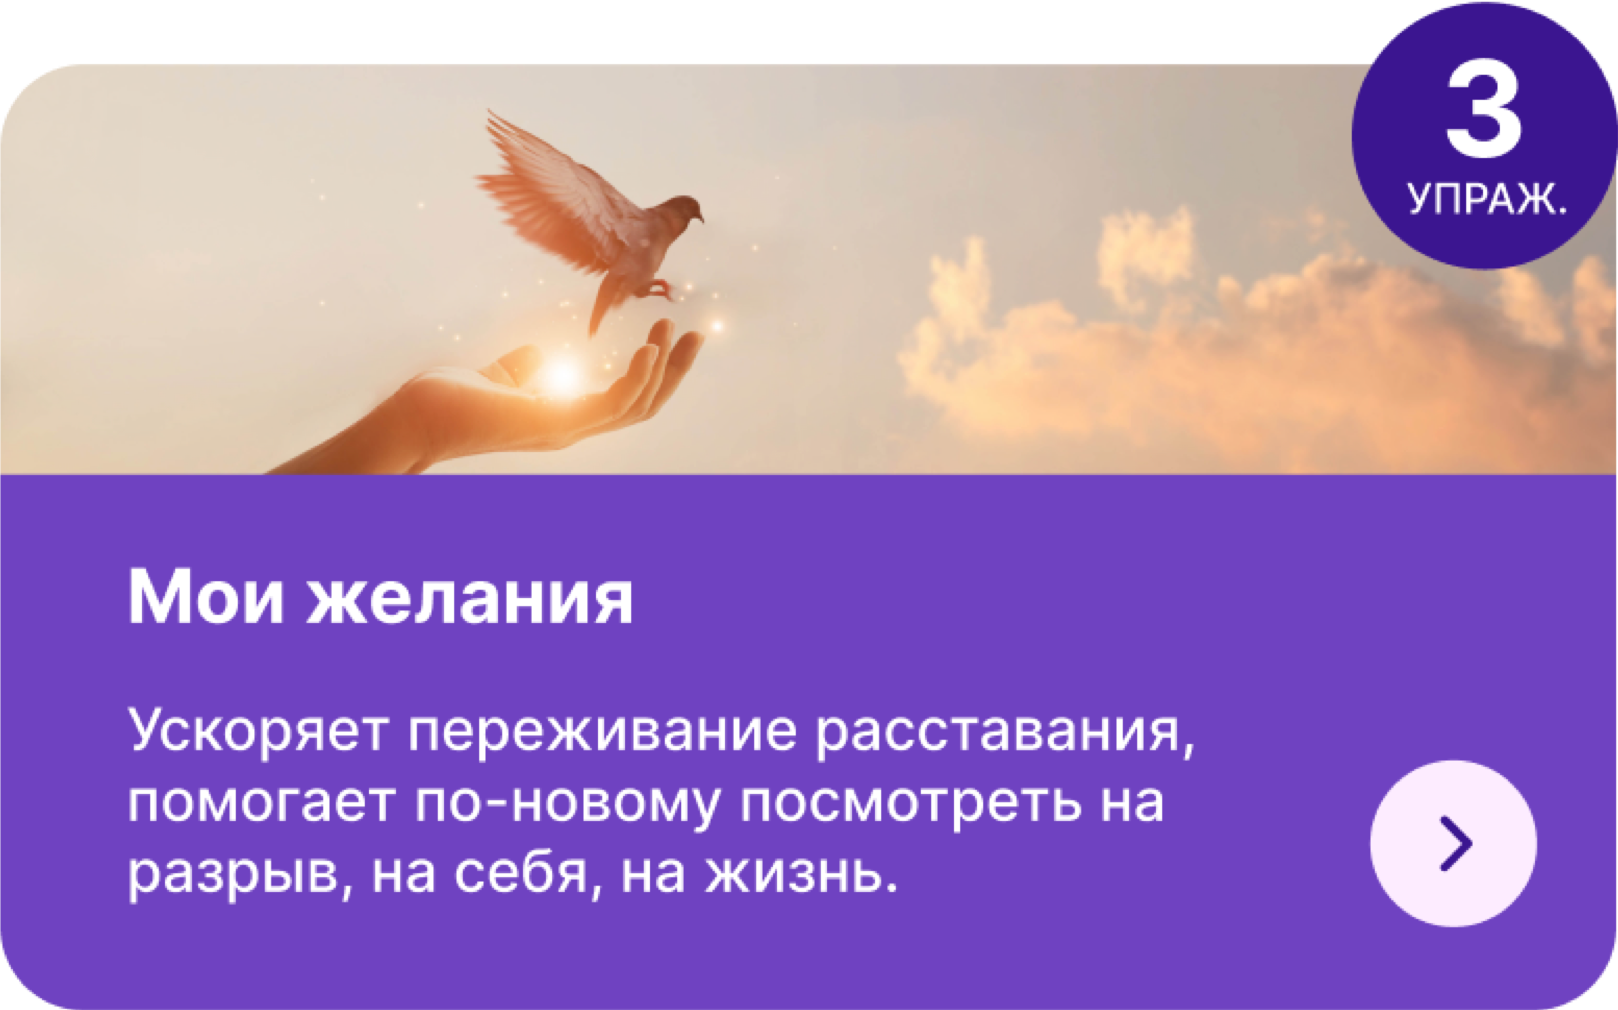 3
УПРАЖ.
Мои желания
Ускоряет переживание расставания,
помогает по-новому посмотреть на
разрыв, на себя, на жизнь.